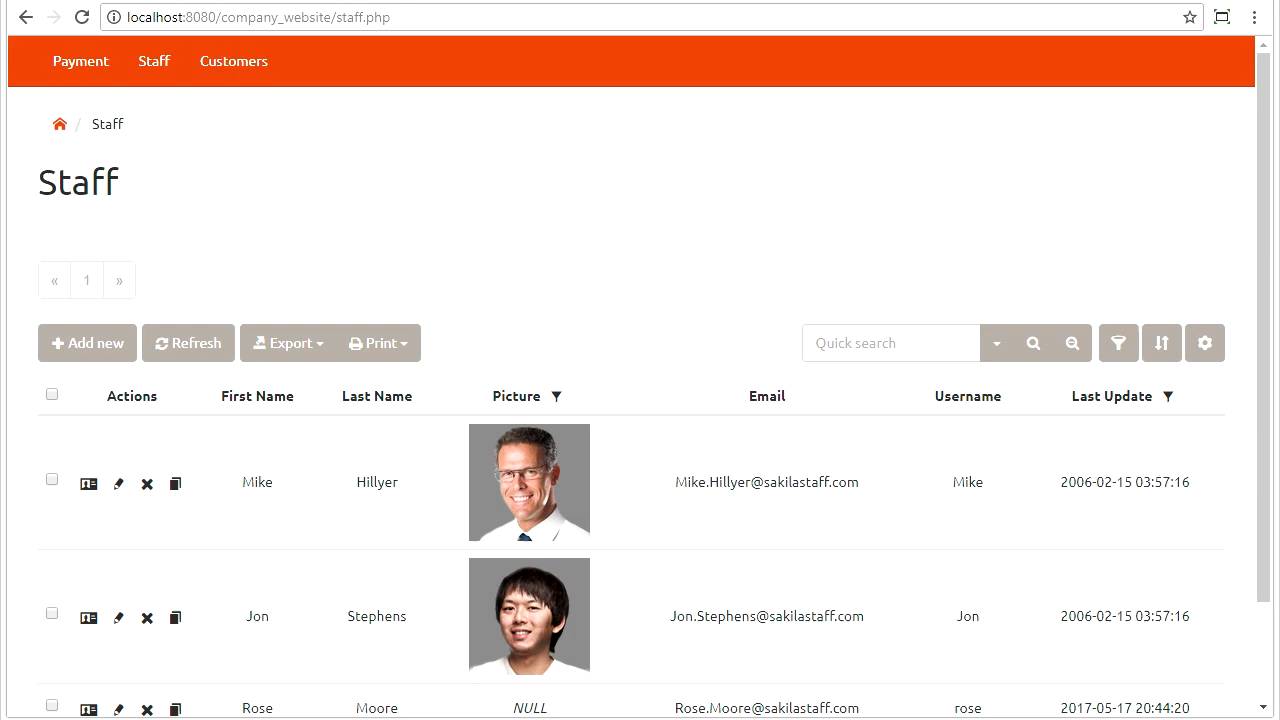 localhost:8080/company_website/staff.php
Payment Staff Customers
/ Staff
Staff
« 1 »
Add new Refresh Export Print Quick search
Actions First Name Last Name Picture Email Username Last Update
Mike Hillyer Mike.Hillyer@sakilastaff.com Mike 2006-02-15 03:57:16
Jon Stephens Jon.Stephens@sakilastaff.com Jon 2006-02-15 03:57:16
Rose Moore NULL Rose.Moore@sakilastaff.com rose 2017-05-17 20:44:20